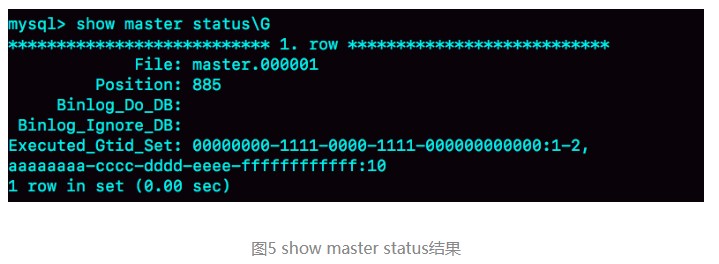 mysql> show master status\G
*************************** 1. row ***************************
File: master.000001
Position: 885
Binlog_Do_DB:
Binlog_Ignore_DB:
Executed_Gtid_Set: 00000000-1111-0000-1111-000000000000:1-2,
aaaaaaaa-cccc-dddd-eeee-ffffffffffff:10
1 row in set (0.00 sec)
图5 show master status结果